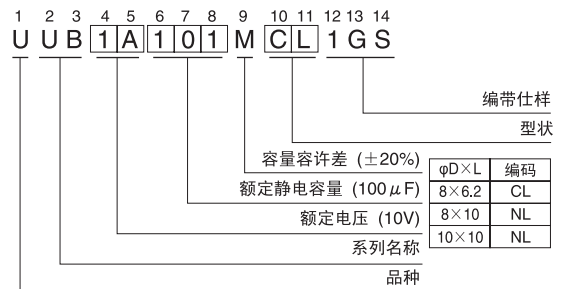 1 2 3 4 5 6 7 8 9 10 11 12 13 14
U U B 1 A 1 0 1 M C L 1 G S
编带仕样
型状
容量容许差 (±20%)
额定静电容量 (100μF)
额定电压 (10V)
系列名称
品种
φD×L 编码
8×6.2 CL
8×10 NL
10×10 NL